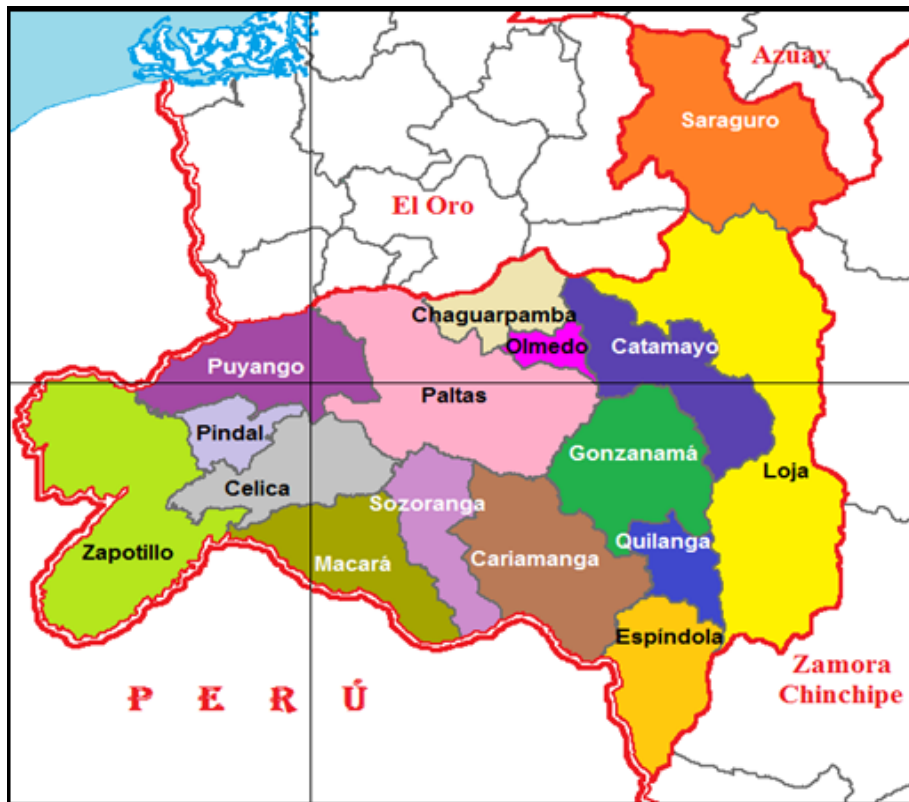 Azuay
Saraguro
El Oro
Chaguarpamba
Olmedo
Catamayo
Puyango
Paltas
Pindal
Gonzanamá
Loja
Celica
Sozoranga
Zapotillo
Macará
Cariamanga
Quilanga
Espíndola
Zamora
Chinchipe
P E R Ú